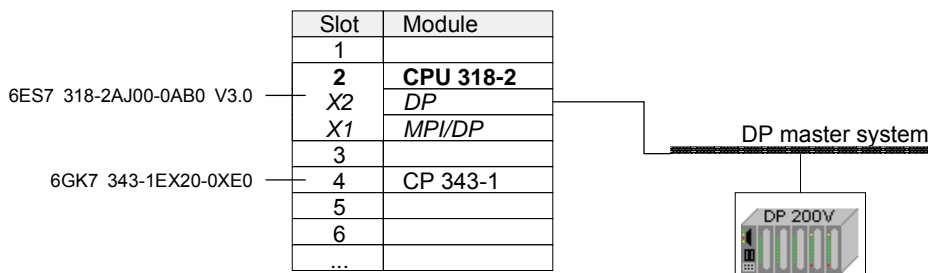 Slot Module
1
2 CPU 318-2
6ES7 318-2AJ00-0AB0 V3.0 X2 DP
X1 MPI/DP
DP master system
3
6GK7 343-1EX20-0XE0 4 CP 343-1
5
6
...
DP 200V